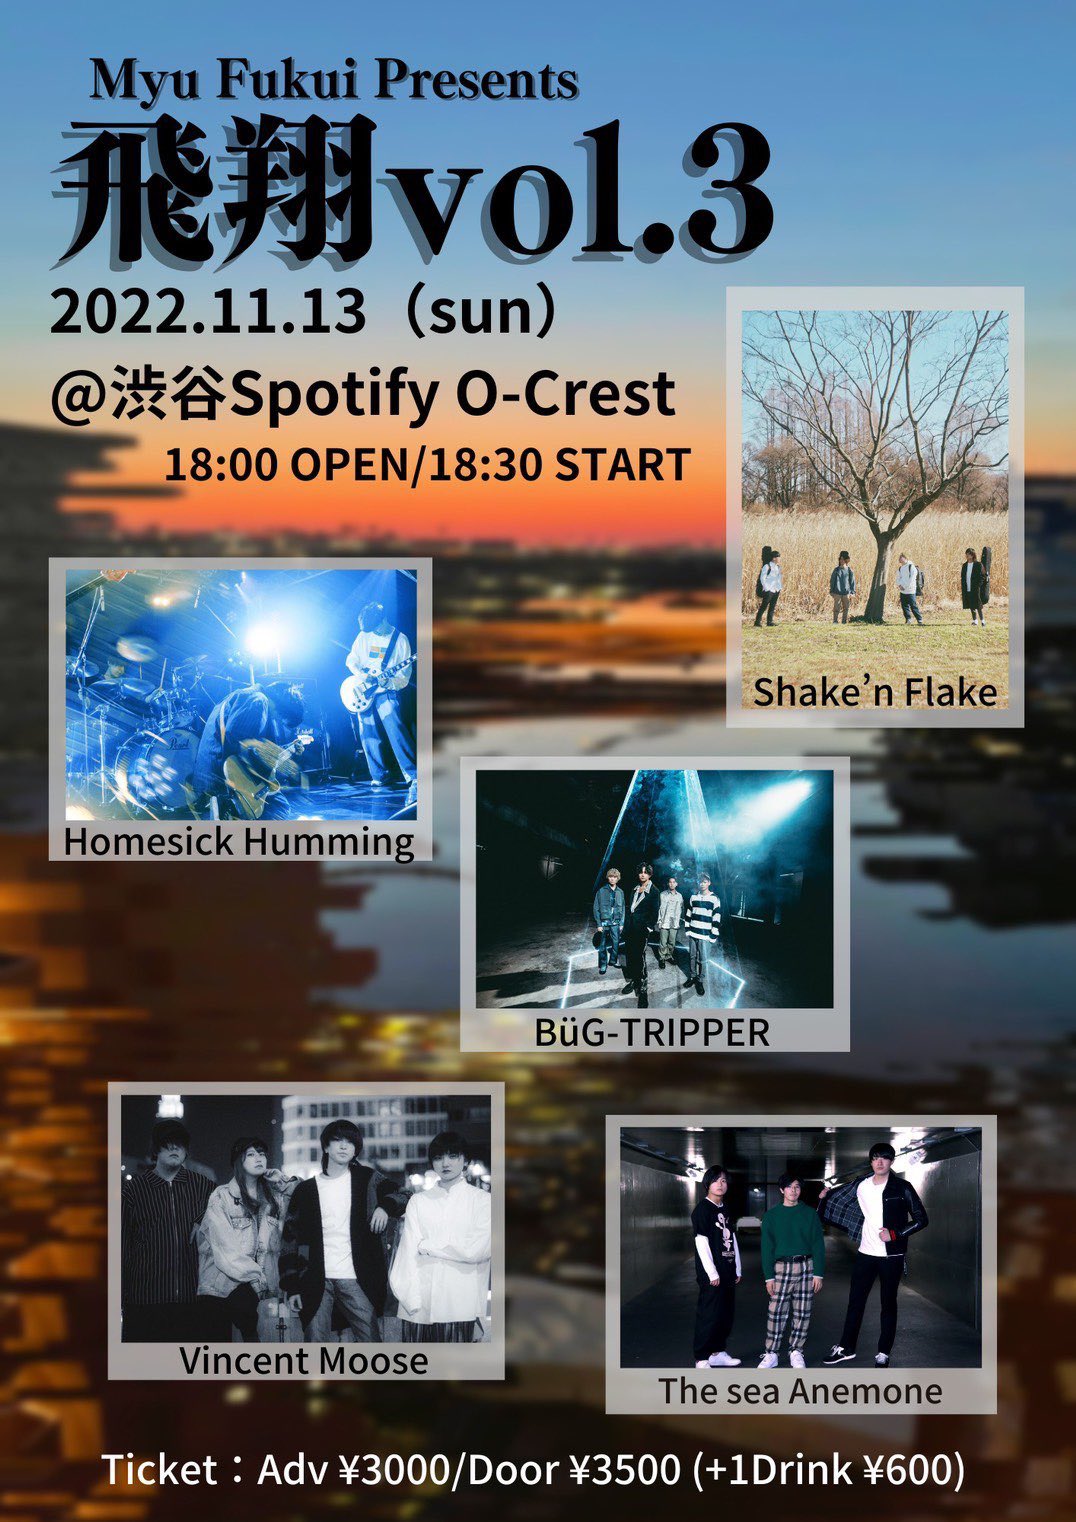 Myu Fukui Presents
飛翔vol.3
2022.11.13（sun）
@渋谷Spotify O-Crest
18:00 OPEN/18:30 START
Shake’n Flake
Homesick Humming
BüG-TRIPPER
Vincent Moose
The sea Anemone
Ticket：Adv ¥3000/Door ¥3500 (+1Drink ¥600)